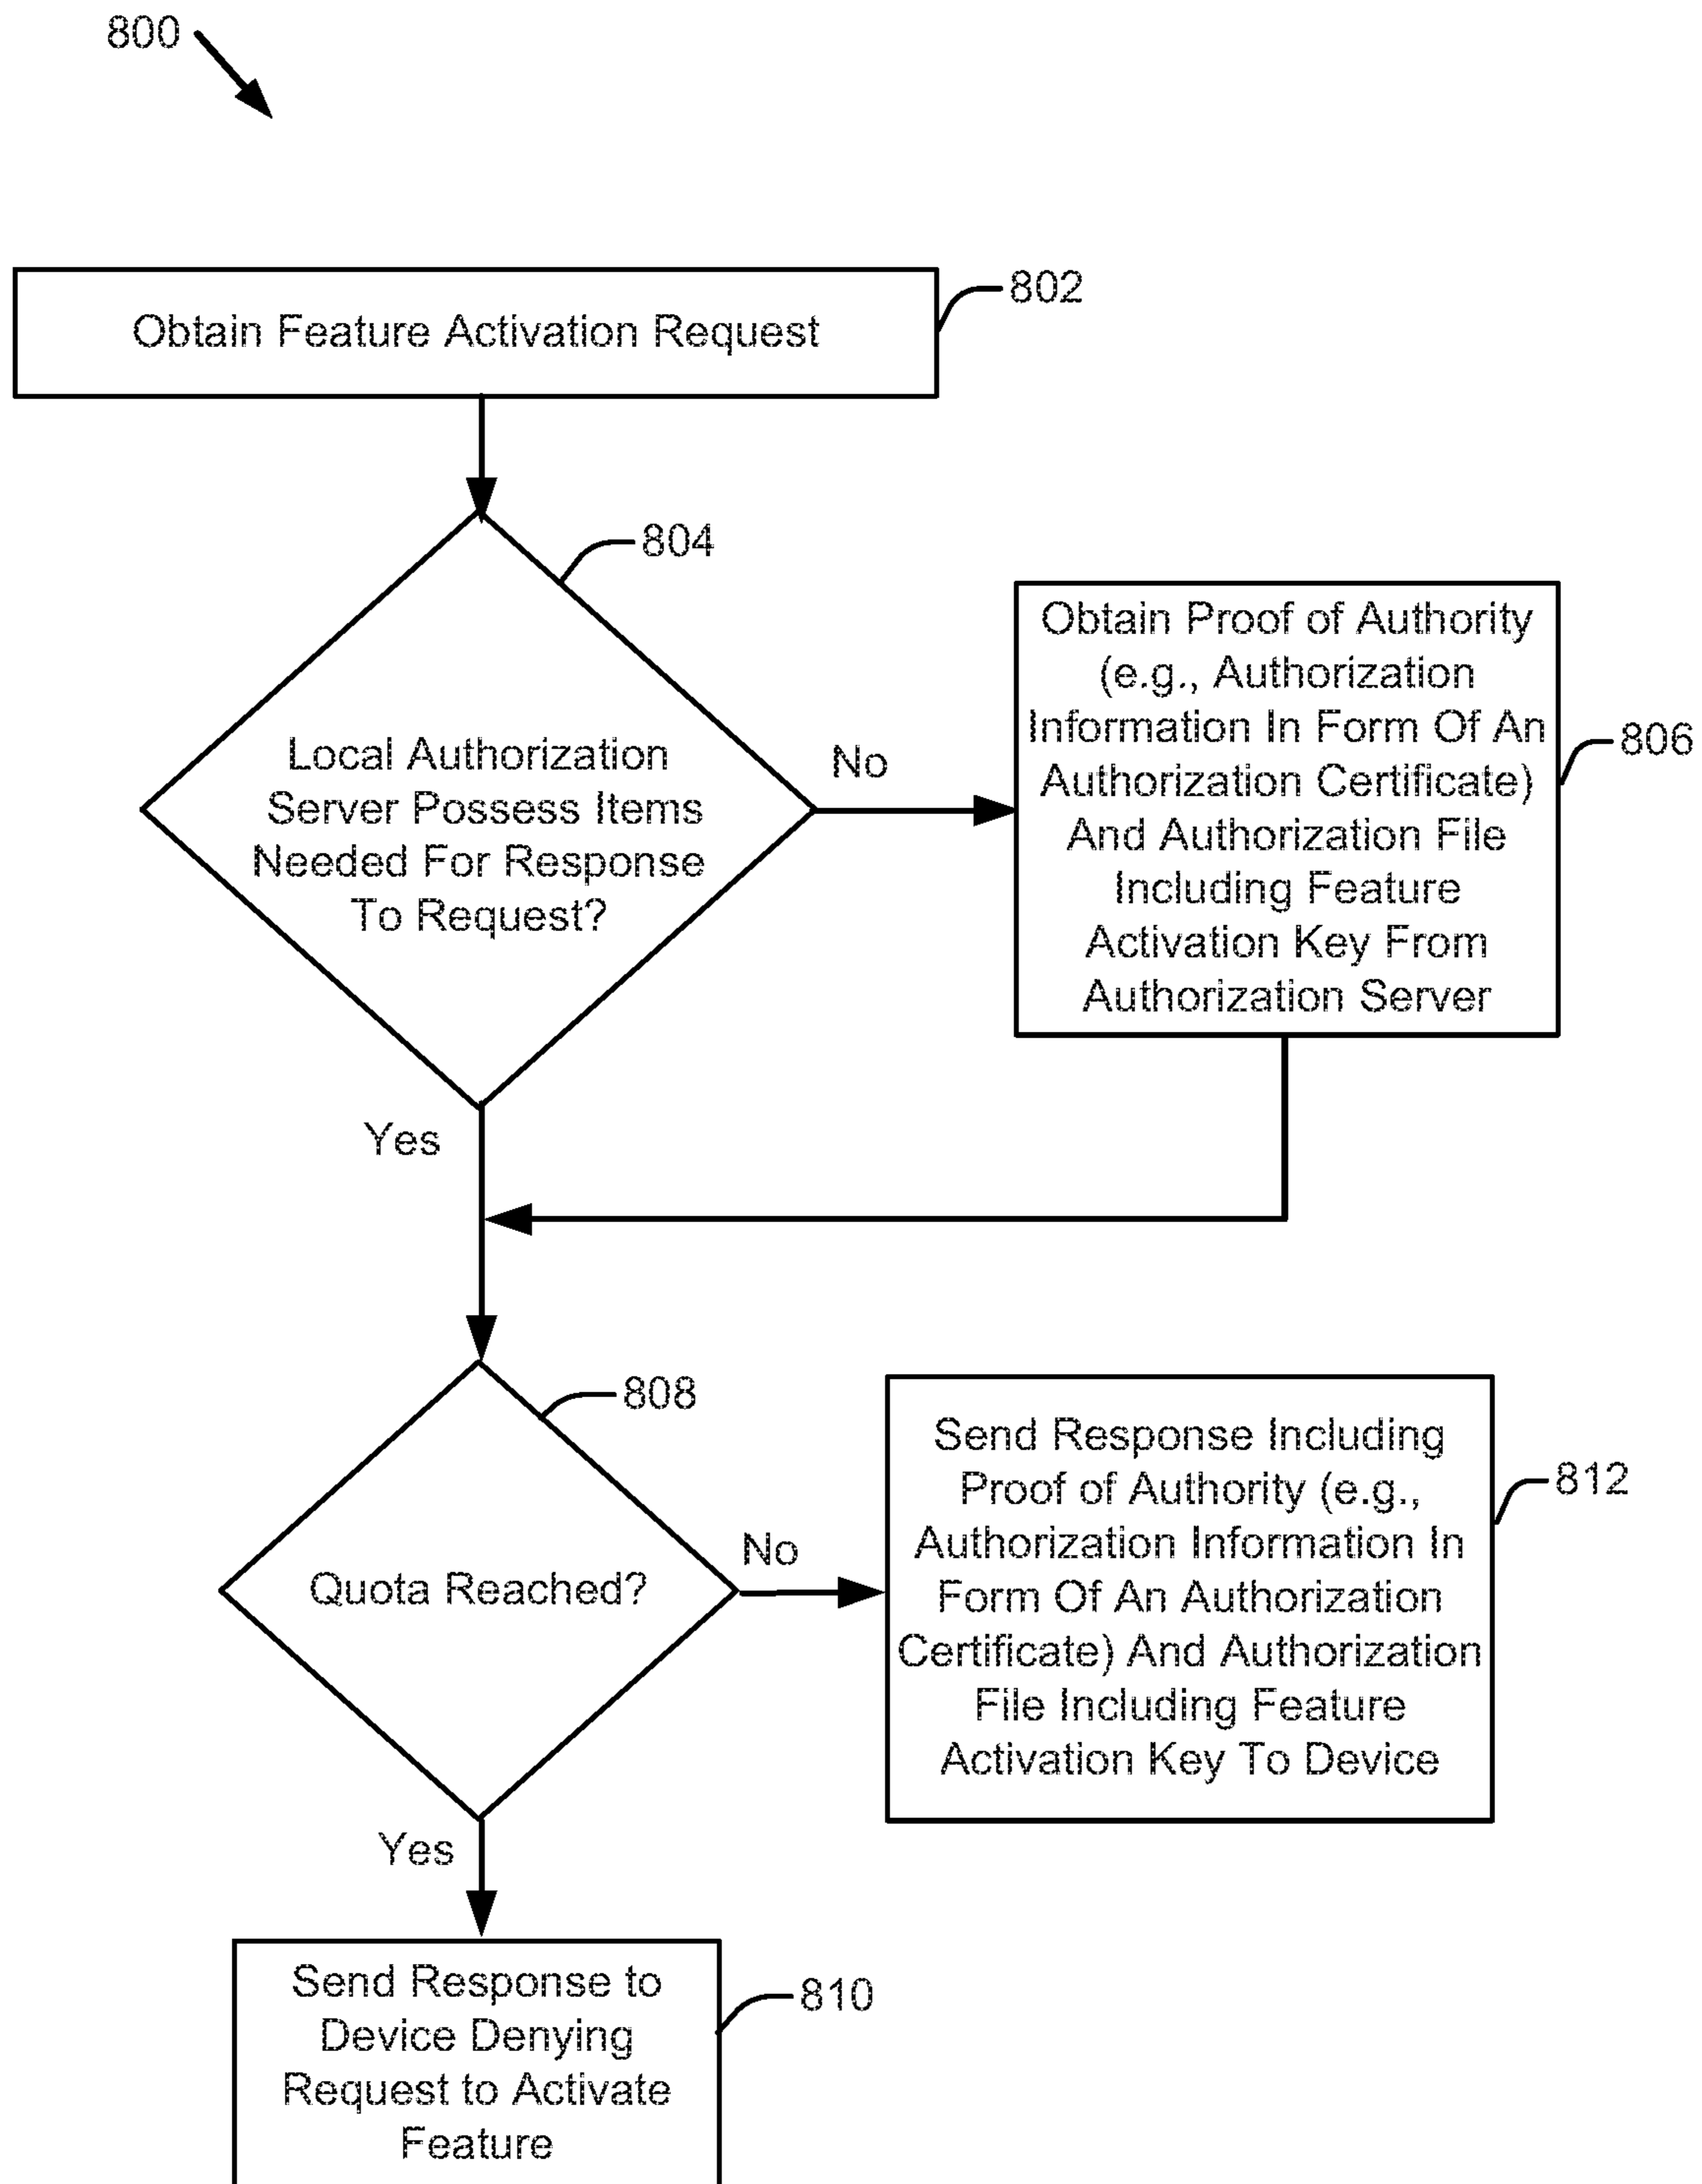 800
802
Obtain Feature Activation Request
804
Local Authorization
Server Possess Items
Needed For Response
To Request?
No
Obtain Proof of Authority
(e.g., Authorization
Information In Form Of An
Authorization Certificate)
And Authorization File
Including Feature
Activation Key From
Authorization Server
806
Yes
808
Quota Reached?
No
Send Response Including
Proof of Authority (e.g.,
Authorization Information In
Form Of An Authorization
Certificate) And Authorization
File Including Feature
Activation Key To Device
812
Yes
Send Response to
Device Denying
Request to Activate
Feature
810